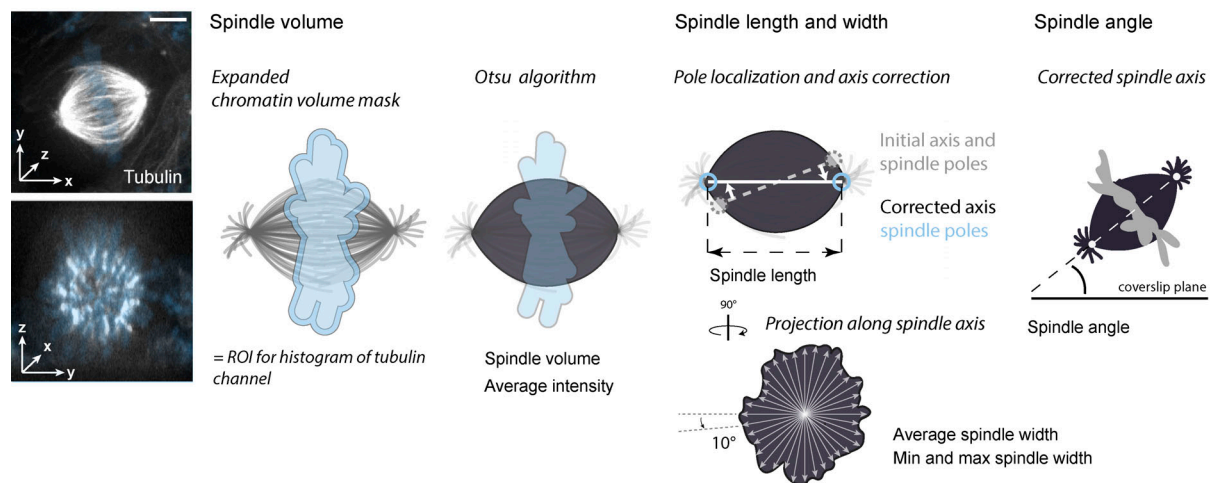 Spindle volume
Spindle length and width
Spindle angle
Expanded
chromatin volume mask
Otsu algorithm
Pole localization and axis correction
Corrected spindle axis
y
z
x
Tubulin
Initial axis and
spindle poles
Corrected axis
spindle poles
Spindle length
coverslip plane
Spindle angle
z
x
y
= ROI for histogram of tubulin
channel
Spindle volume
Average intensity
90°
Projection along spindle axis
10°
Average spindle width
Min and max spindle width